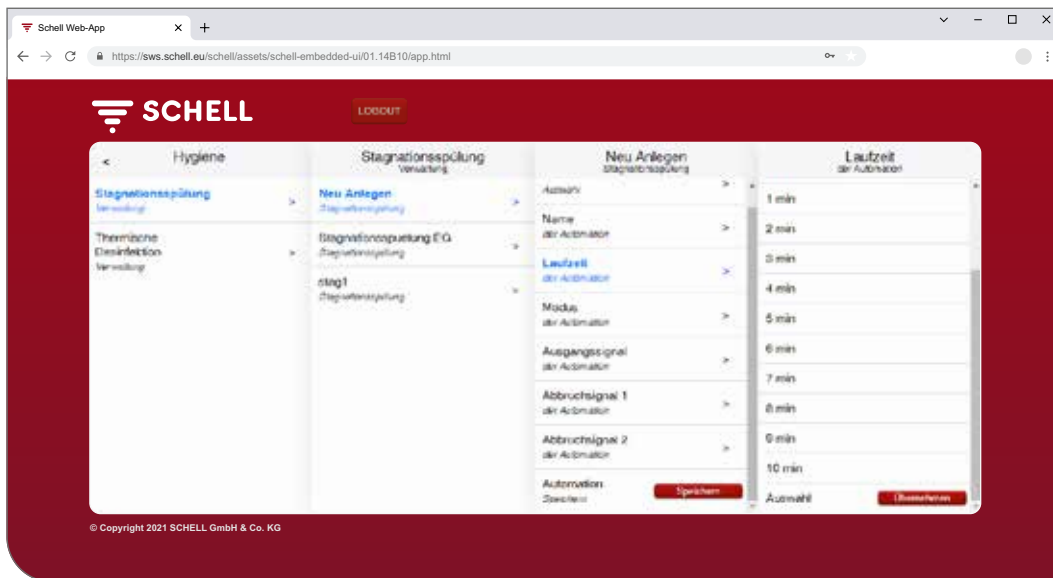 Schell Web-App
https://sws.schell.eu/schell/assets/schell-embedded-ui/01.14B10/app.html
SCHELL
LOGOUT
Hygiene
Stagnationsspülung
Verwaltung
Thermische
Desinfektion
Verwaltung
Stagnationsspülung
Verwaltung
Neu Anlegen
Stagnationsspülung
Stagnationsspuelung EG
Stagnationsspülung
stag1
Stagnationsspülung
Neu Anlegen
Stagnationsspülung
Auswahl
Name
der Automation
Laufzeit
der Automation
Modus
der Automation
Ausgangssignal
der Automation
Abbruchsignal 1
der Automation
Abbruchsignal 2
der Automation
Automation
Speichern
Speichern
Laufzeit
der Automation
1 min
2 min
3 min
4 min
5 min
6 min
7 min
8 min
9 min
10 min
Auswahl
Übernehmen
© Copyright 2021 SCHELL GmbH & Co. KG